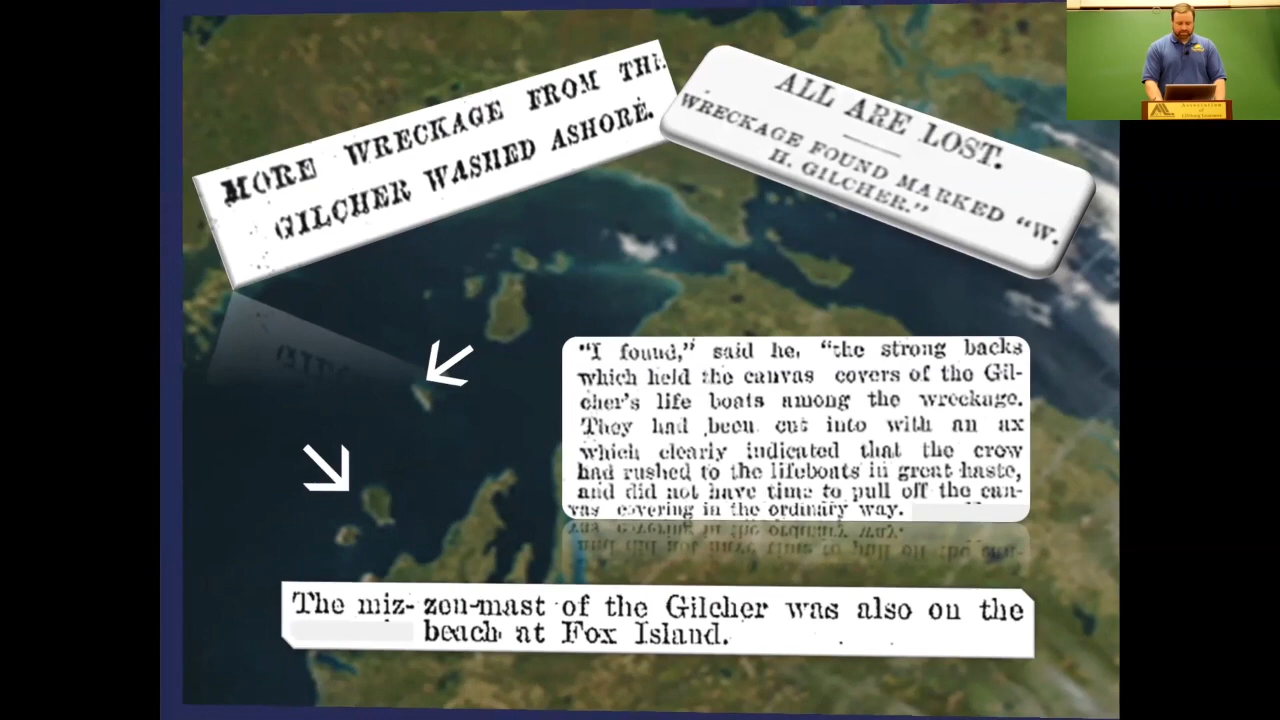 MORE WRECKAGE FROM THE
GILCHER WASHED ASHORE.
ALL ARE LOST.
WRECKAGE FOUND MARKED “W.
H. GILCHER.”
“I found,” said he, “the strong backs
which held the canvas covers of the Gil-
cher’s life boats among the wreckage.
They had been cut into with an ax
which clearly indicated that the crew
had rushed to the lifeboats in great haste,
and did not have time to pull off the can-
vas covering in the ordinary way.
The miz- zen-mast of the Gilcher was also on the
beach at Fox Island.
Association
of
Lifelong Learners